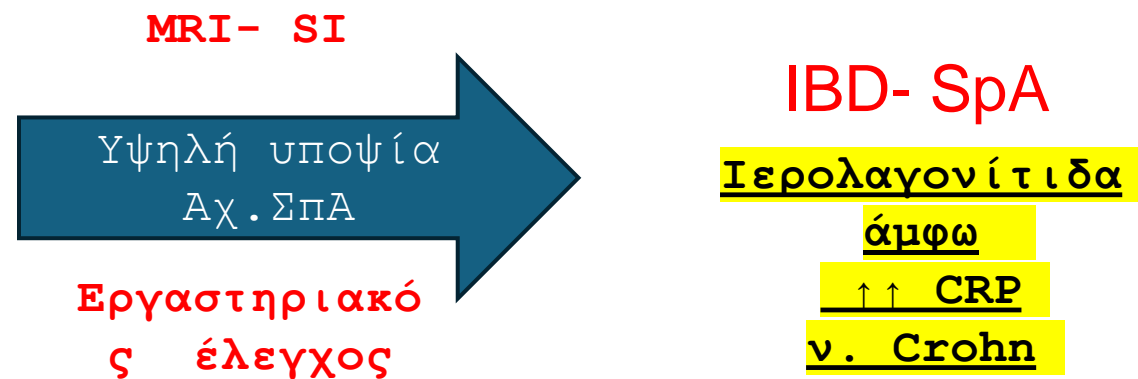 MRI- SI
Υψηλή υποψία
Αχ.ΣπΑ
Εργαστηριακό
ς έλεγχος
IBD- SpA
Ιερολαγονίτιδα
άμφω
↑↑ CRP
ν. Crohn